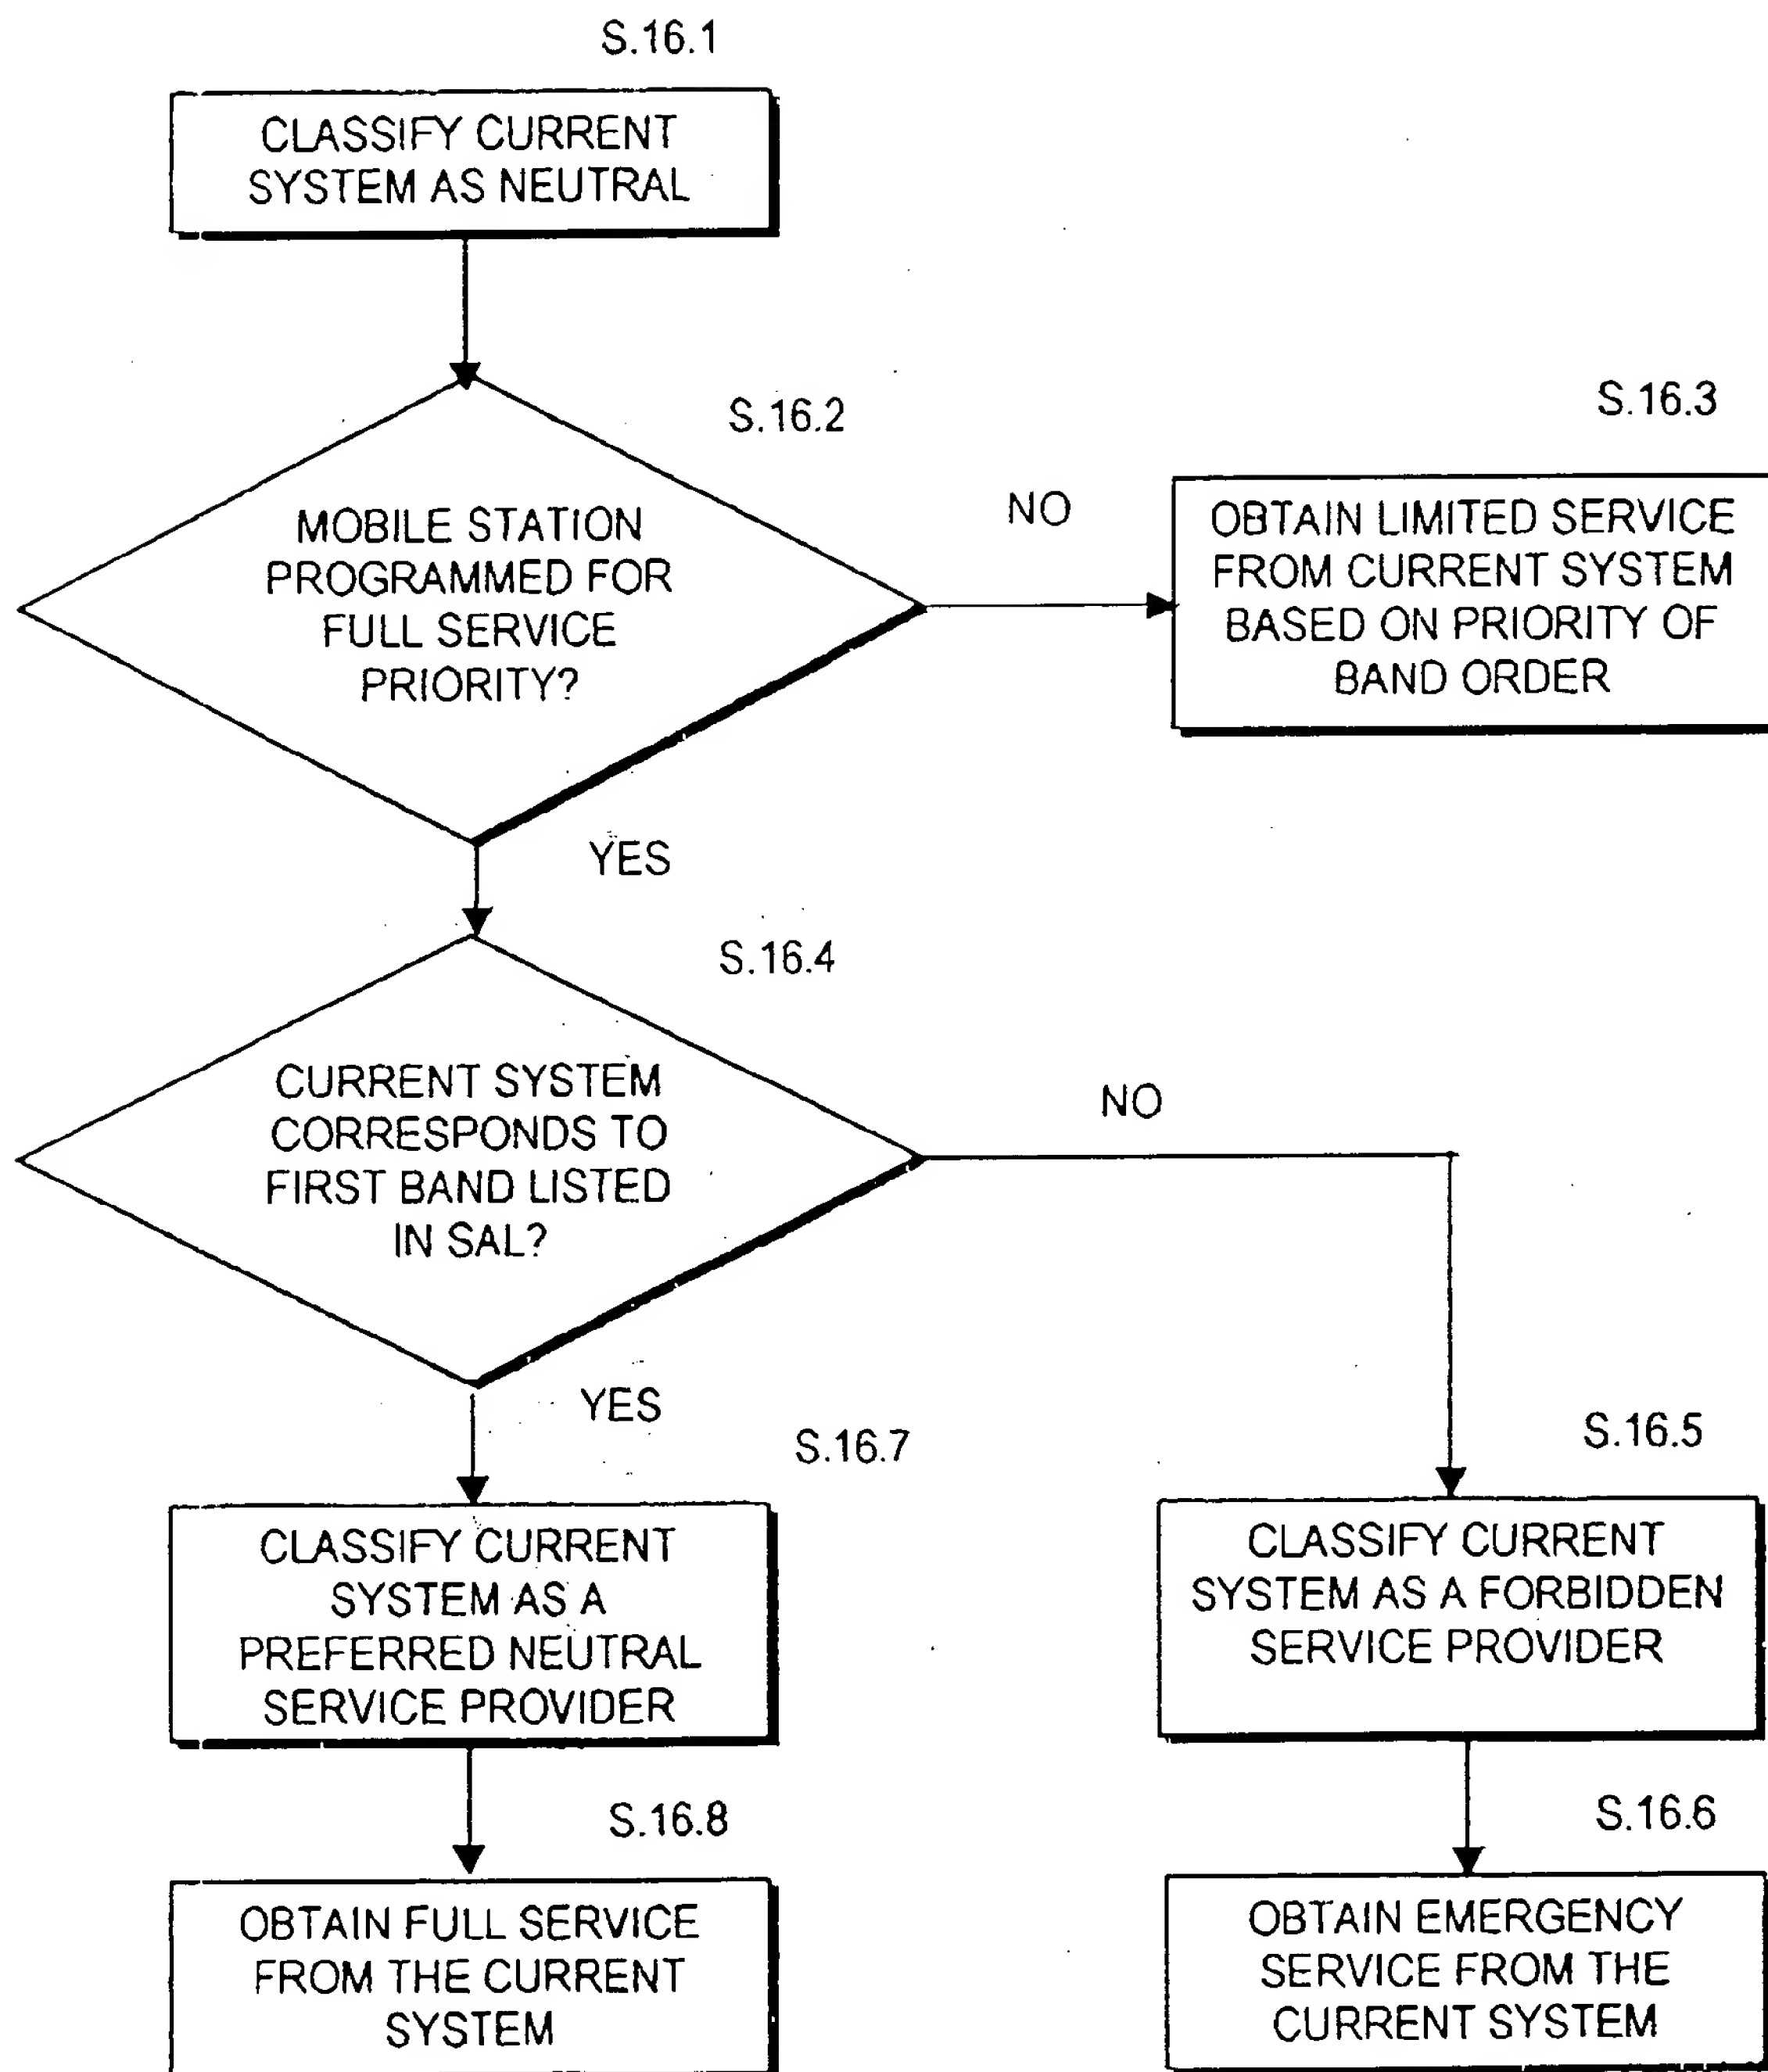 S.16.1
CLASSIFY CURRENT
SYSTEM AS NEUTRAL
S.16.2
MOBILE STATION
PROGRAMMED FOR
FULL SERVICE
PRIORITY?
NO
S.16.3
OBTAIN LIMITED SERVICE
FROM CURRENT SYSTEM
BASED ON PRIORITY OF
BAND ORDER
YES
S.16.4
CURRENT SYSTEM
CORRESPONDS TO
FIRST BAND LISTED
IN SAL?
NO
YES
S.16.7
CLASSIFY CURRENT
SYSTEM AS A
PREFERRED NEUTRAL
SERVICE PROVIDER
S.16.5
CLASSIFY CURRENT
SYSTEM AS A FORBIDDEN
SERVICE PROVIDER
S.16.8
OBTAIN FULL SERVICE
FROM THE CURRENT
SYSTEM
S.16.6
OBTAIN EMERGENCY
SERVICE FROM THE
CURRENT SYSTEM